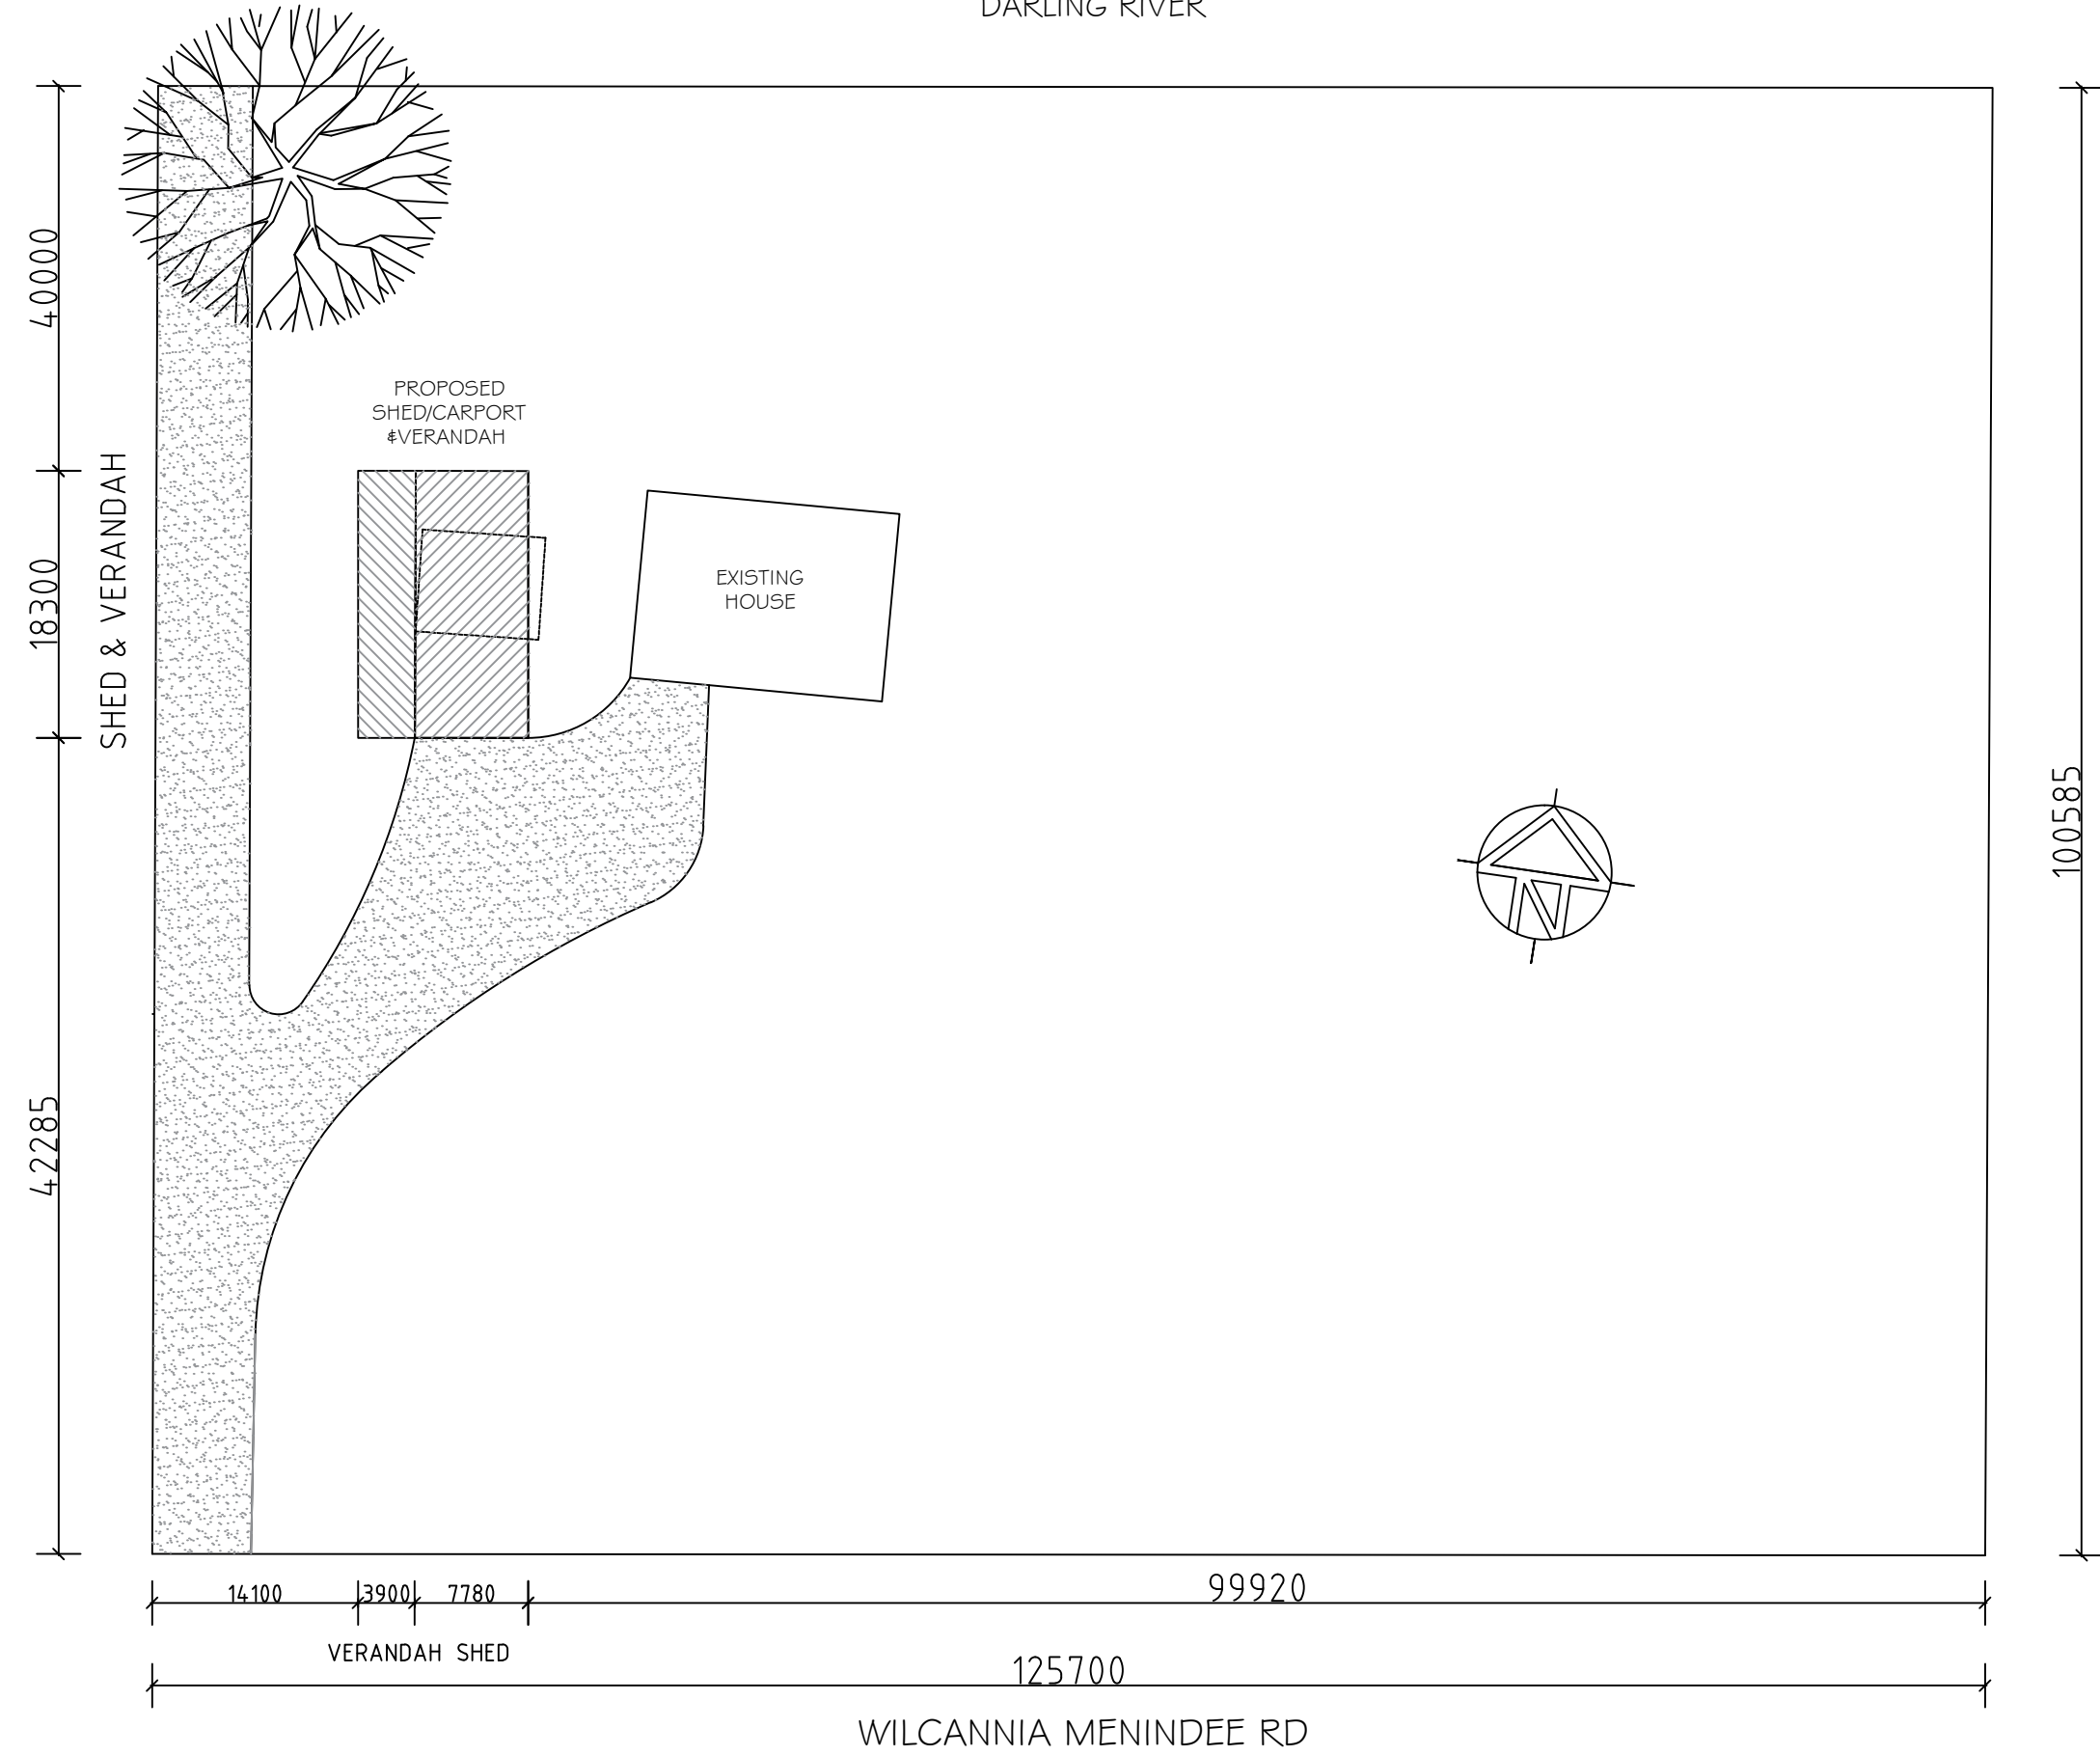 DARLING RIVER
40000
PROPOSED
SHED/CARPORT
&VERANDAH
SHED & VERANDAH
18300
EXISTING
HOUSE
100585
N
42285
14100
3900
7780
99920
VERANDAH SHED
125700
WILCANNIA MENINDEE RD